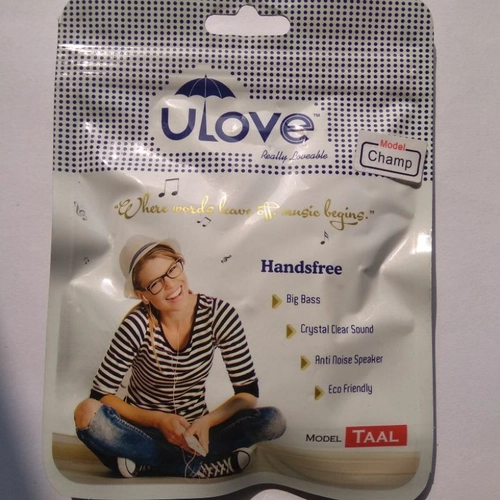 ULove™
Really Loveable
Model
Champ
"Where words leave off, music begins."
Handsfree
Big Bass
Crystal Clear Sound
Anti Noise Speaker
Eco Friendly
MODEL TAAL